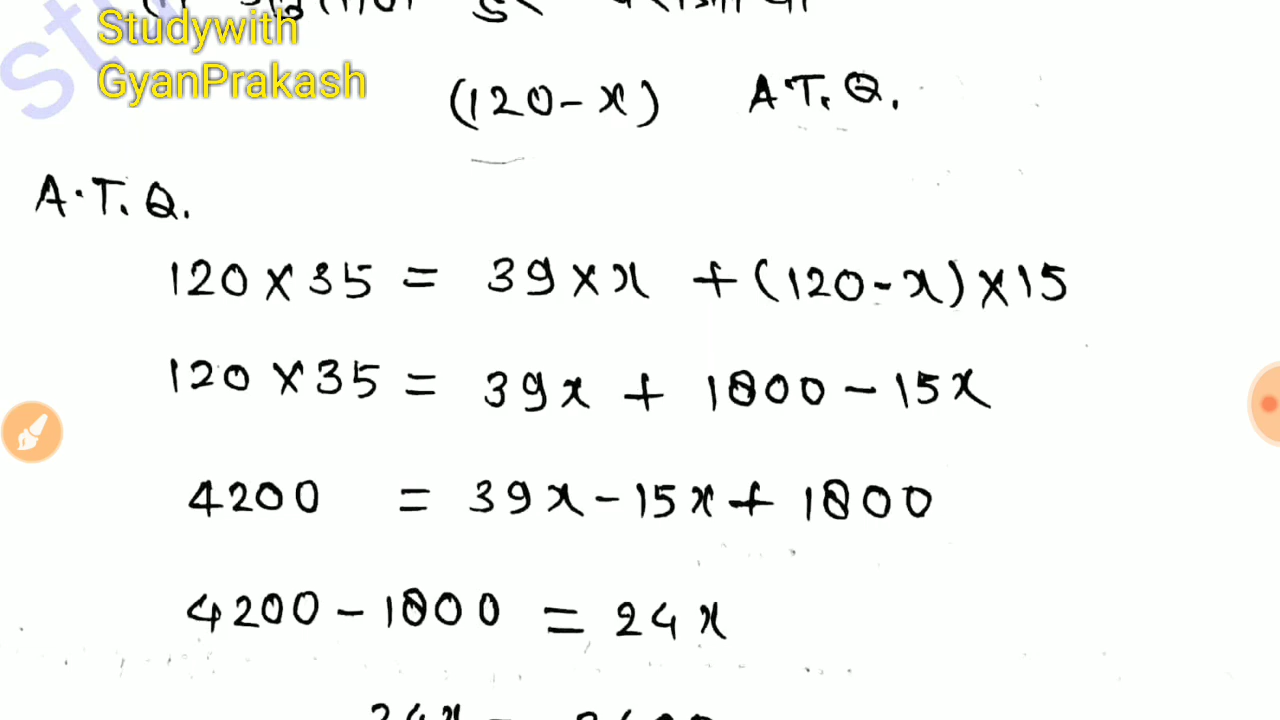 Studywith
GyanPrakash
(120-x) A.T.Q.
A.T.Q.
120×35 = 39×x +(120-x)×15
120×35 = 39x + 1800-15x
4200 = 39x-15x+1800
4200-1800 = 24x